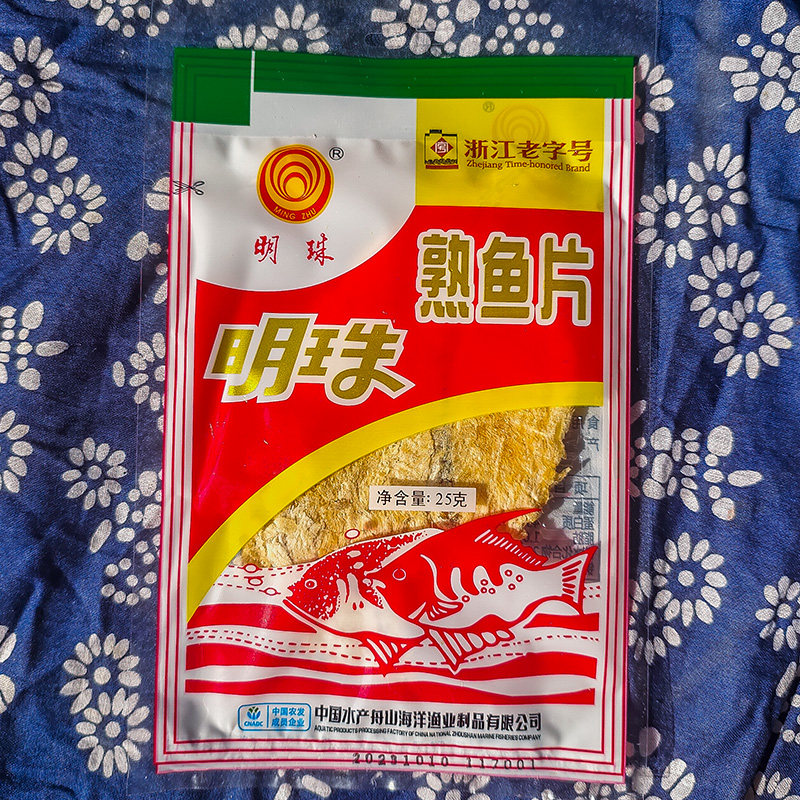 浙江老字号
Zhejiang Time-honored Brand
®
MING ZHU
明珠
熟鱼片
明珠
净含量: 25克
CNADC
中国农发
成员企业
中国水产舟山海洋渔业制品有限公司
AQUATIC PRODUCTS PROCESSING FACTORY OF CHINA NATIONAL ZHOUSHAN MARINE FISHERIES COMPANY
20231010 317001